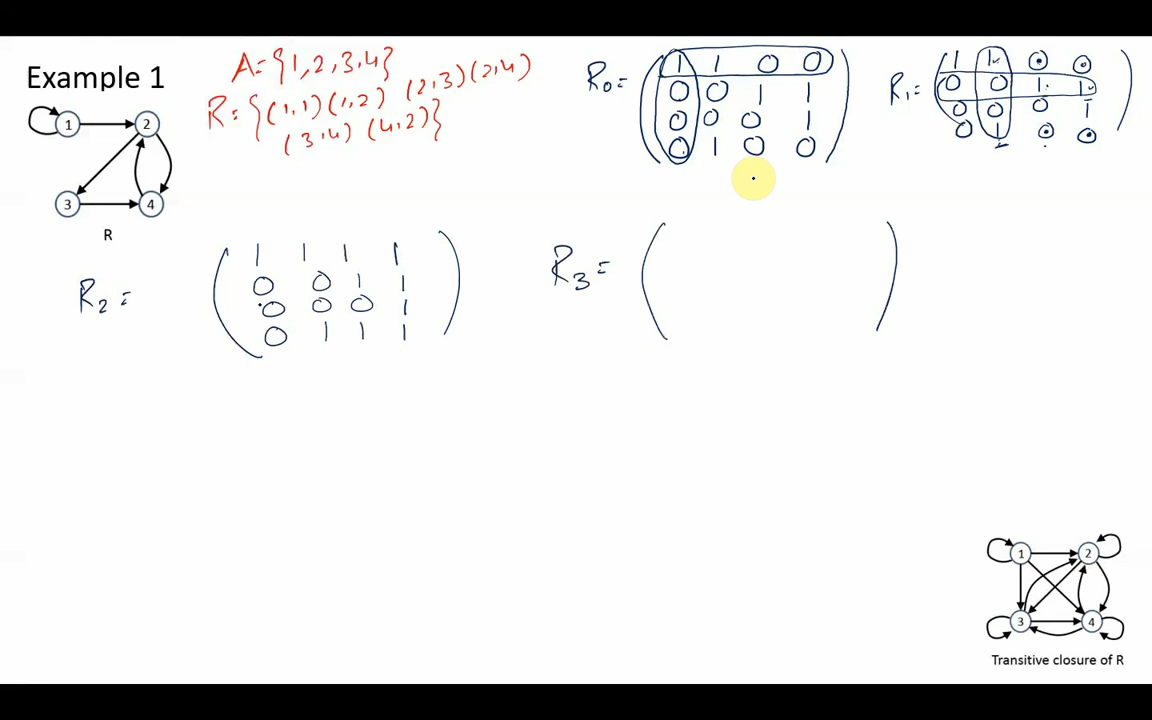 Example 1
A={1,2,3,4}
R={(1,1)(1,2) (2,3)(2,4)
(3,4) (4,2)}
1 2
3 4
R
R0=
1 1 0 0
0 0 1 1
0 0 0 1
0 1 0 0
R1=
1 1 0 0
0 0 1 1
0 0 0 1
0 1 0 0
R2=
1 1 1 1
0 0 1 1
0 0 0 1
0 1 1 1
R3=
1 2
3 4
Transitive closure of R